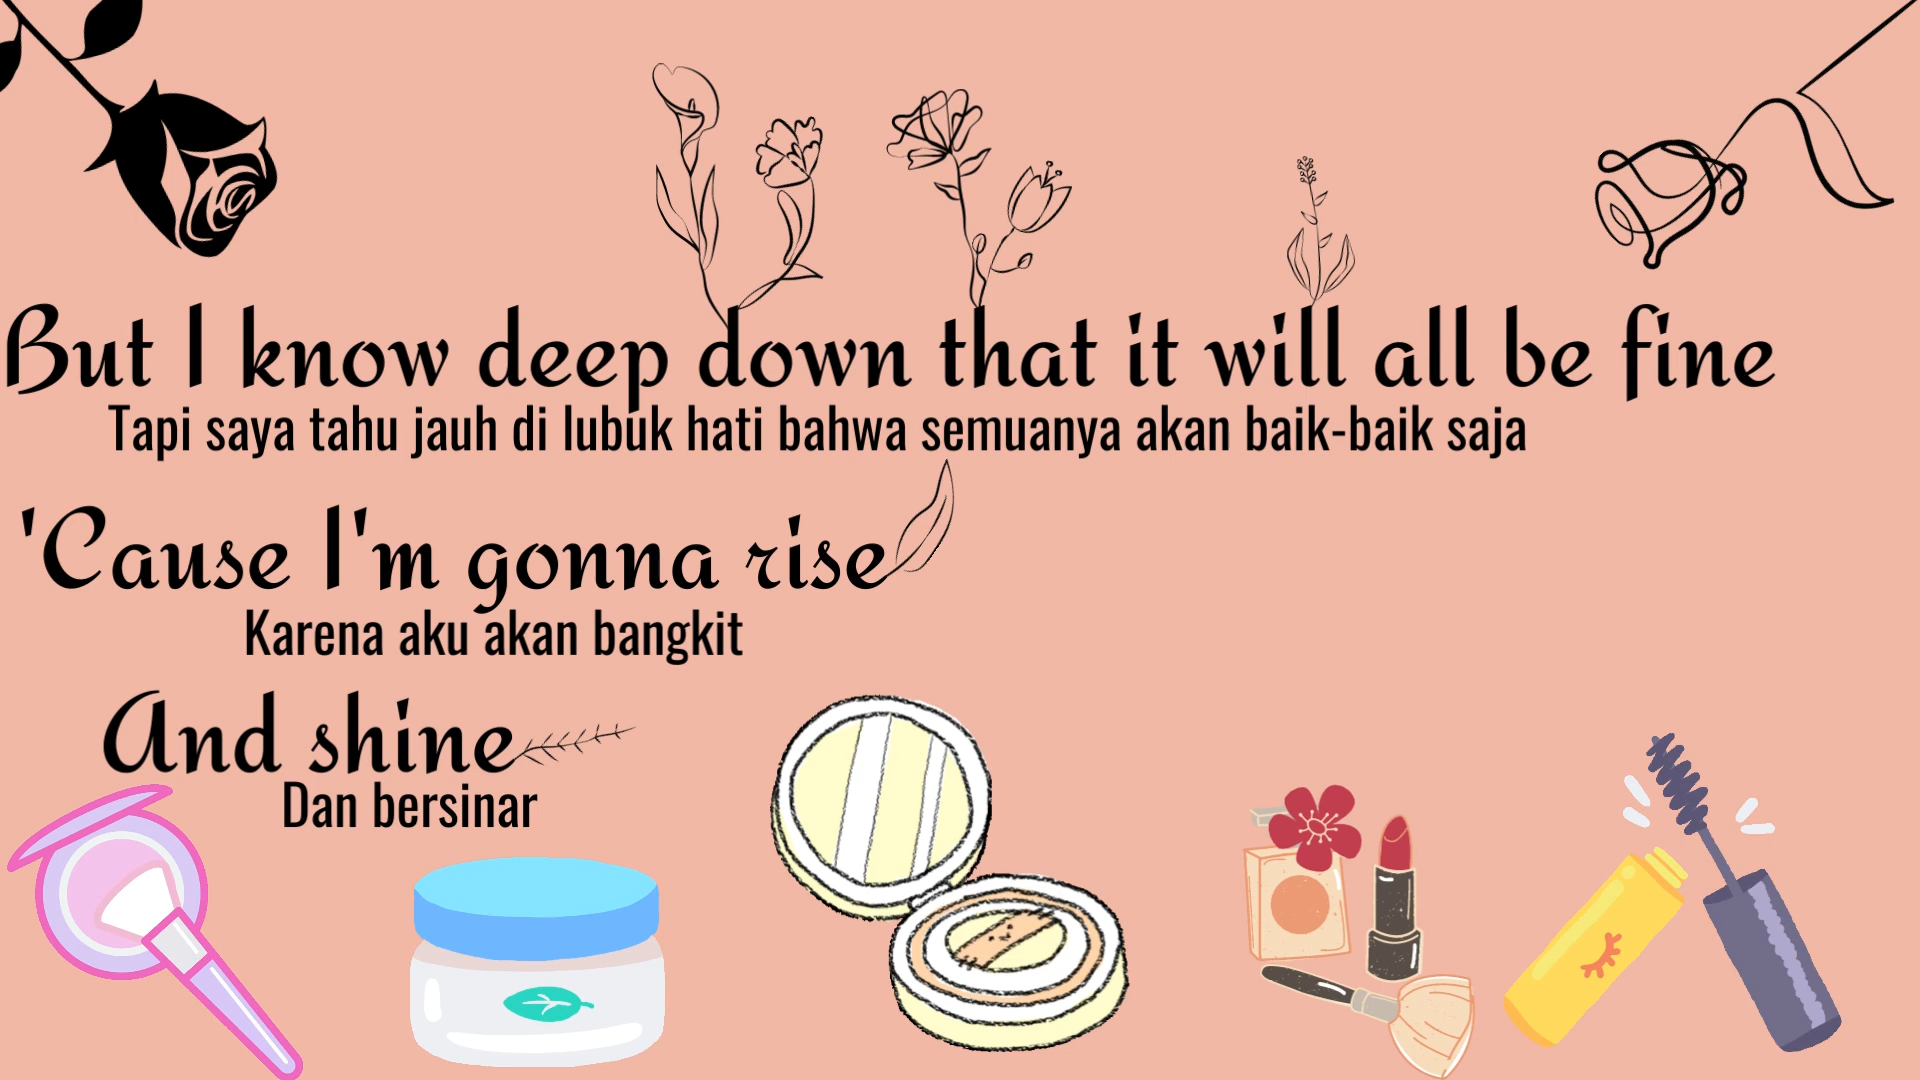 But I know deep down that it will all be fine
Tapi saya tahu jauh di lubuk hati bahwa semuanya akan baik-baik saja
'Cause I'm gonna rise
Karena aku akan bangkit
And shine
Dan bersinar